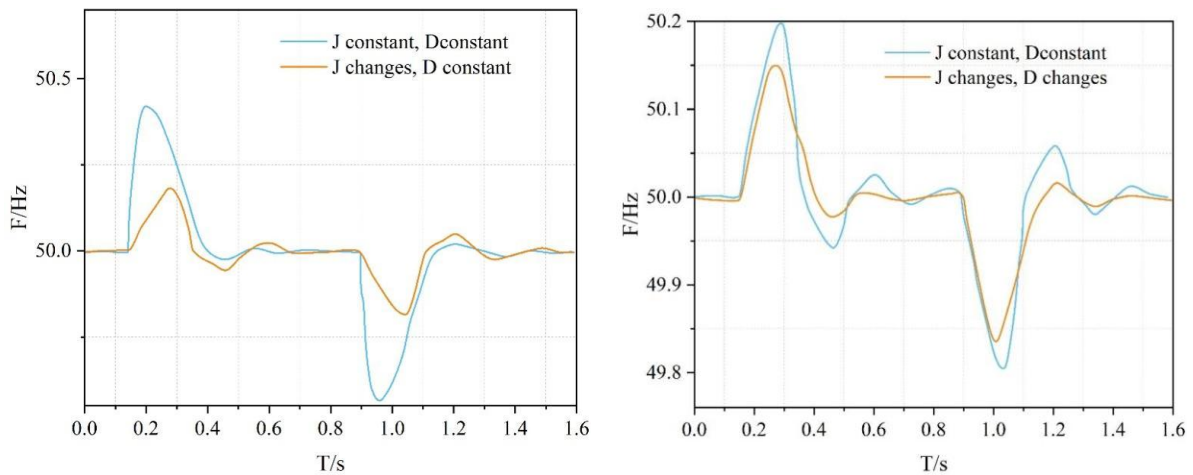 J constant, Dconstant
J changes, D constant
50.5
50.0
F/Hz
0.0 0.2 0.4 0.6 0.8 1.0 1.2 1.4 1.6
T/s
50.2
J constant, Dconstant
J changes, D changes
50.1
50.0
F/Hz
49.9
49.8
0.0 0.2 0.4 0.6 0.8 1.0 1.2 1.4 1.6
T/s